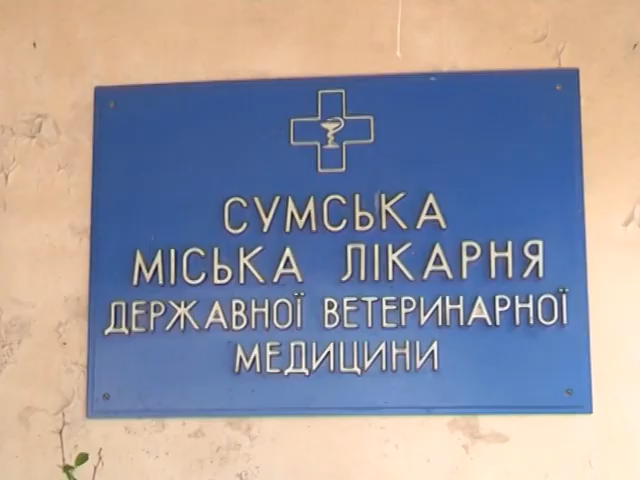 СУМСЬКА
МІСЬКА ЛІКАРНЯ
ДЕРЖАВНОЇ ВЕТЕРИНАРНОЇ
МЕДИЦИНИ